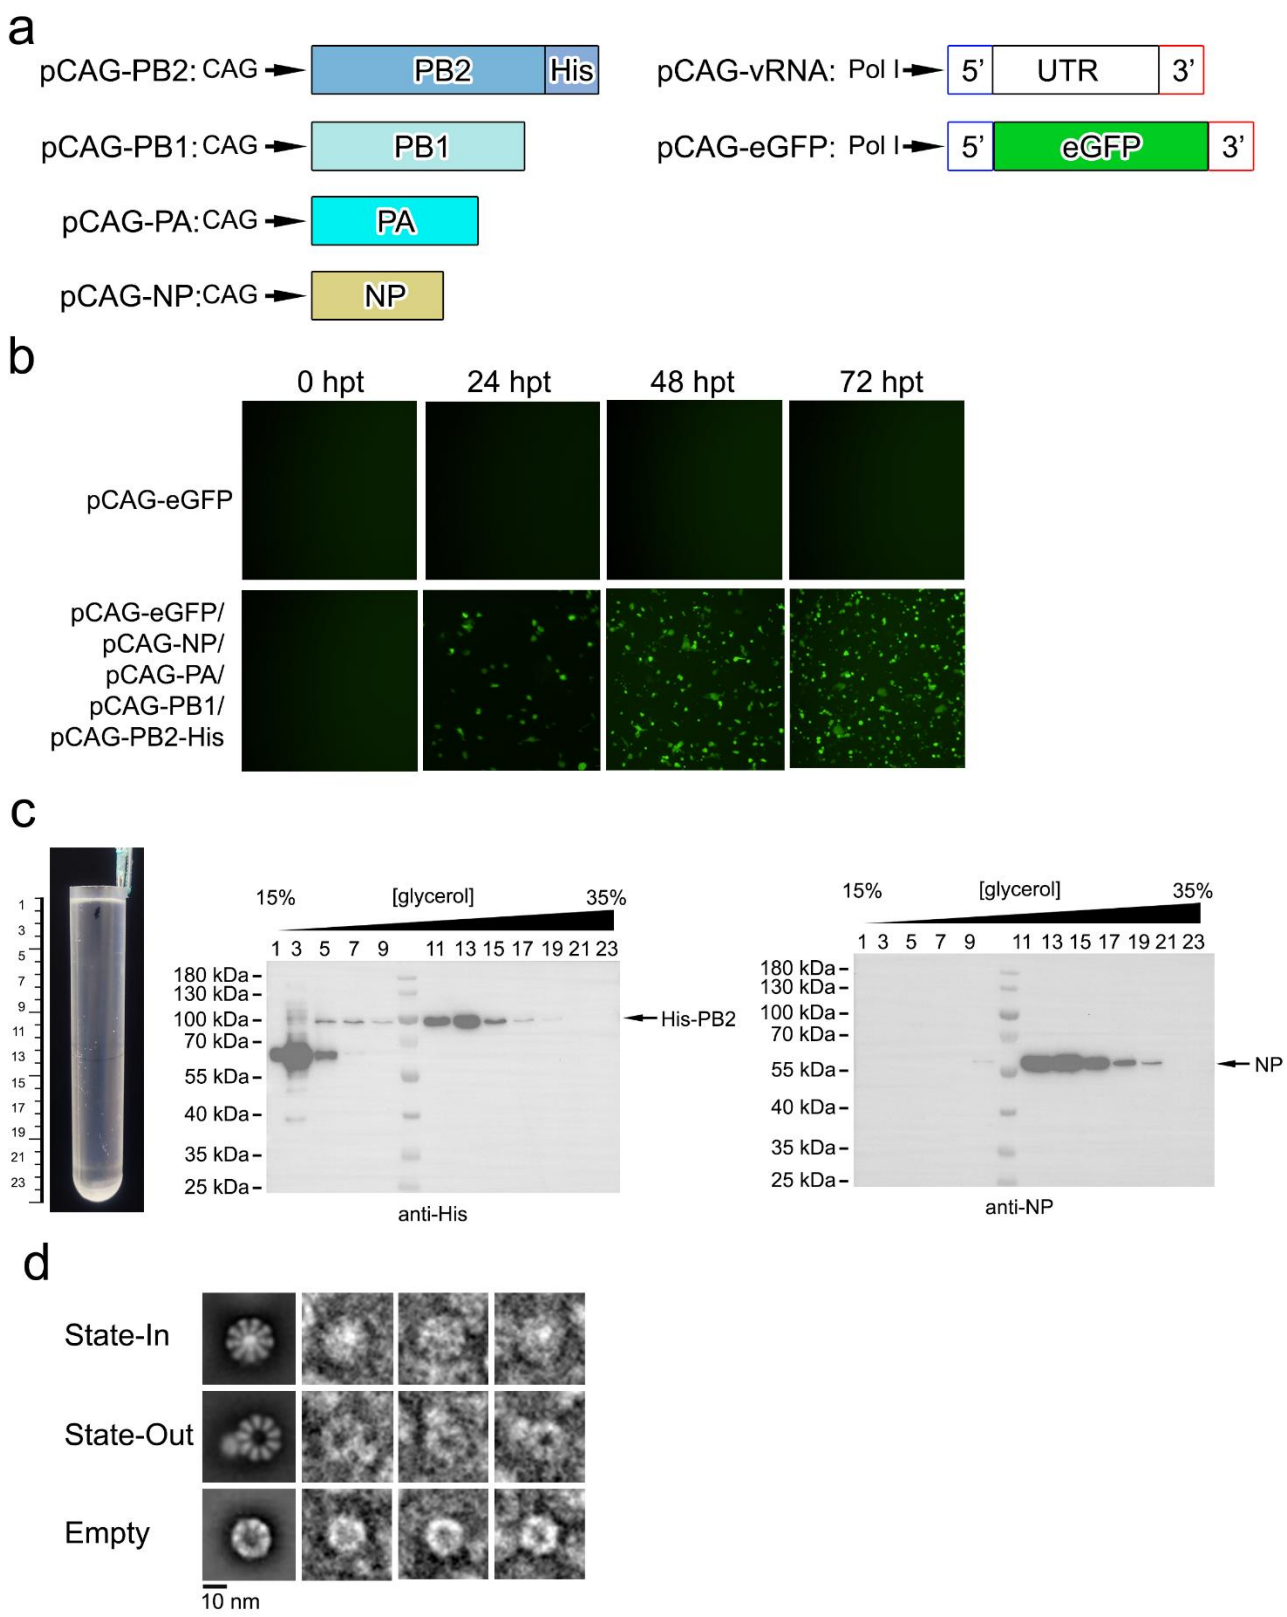 a
pCAG-PB2: CAG PB2 His
pCAG-PB1: CAG PB1
pCAG-PA: CAG PA
pCAG-NP: CAG NP
pCAG-vRNA: Pol I 5' UTR 3'
pCAG-eGFP: Pol I 5' eGFP 3'
b
0 hpt 24 hpt 48 hpt 72 hpt
pCAG-eGFP
pCAG-eGFP/
pCAG-NP/
pCAG-PA/
pCAG-PB1/
pCAG-PB2-His
c
1
3
5
7
9
11
13
15
17
19
21
23
15% [glycerol] 35%
1 3 5 7 9 11 13 15 17 19 21 23
180 kDa
130 kDa
100 kDa
70 kDa
55 kDa
40 kDa
35 kDa
25 kDa
His-PB2
anti-His
15% [glycerol] 35%
1 3 5 7 9 11 13 15 17 19 21 23
180 kDa
130 kDa
100 kDa
70 kDa
55 kDa
40 kDa
35 kDa
25 kDa
NP
anti-NP
d
State-In
State-Out
Empty
10 nm